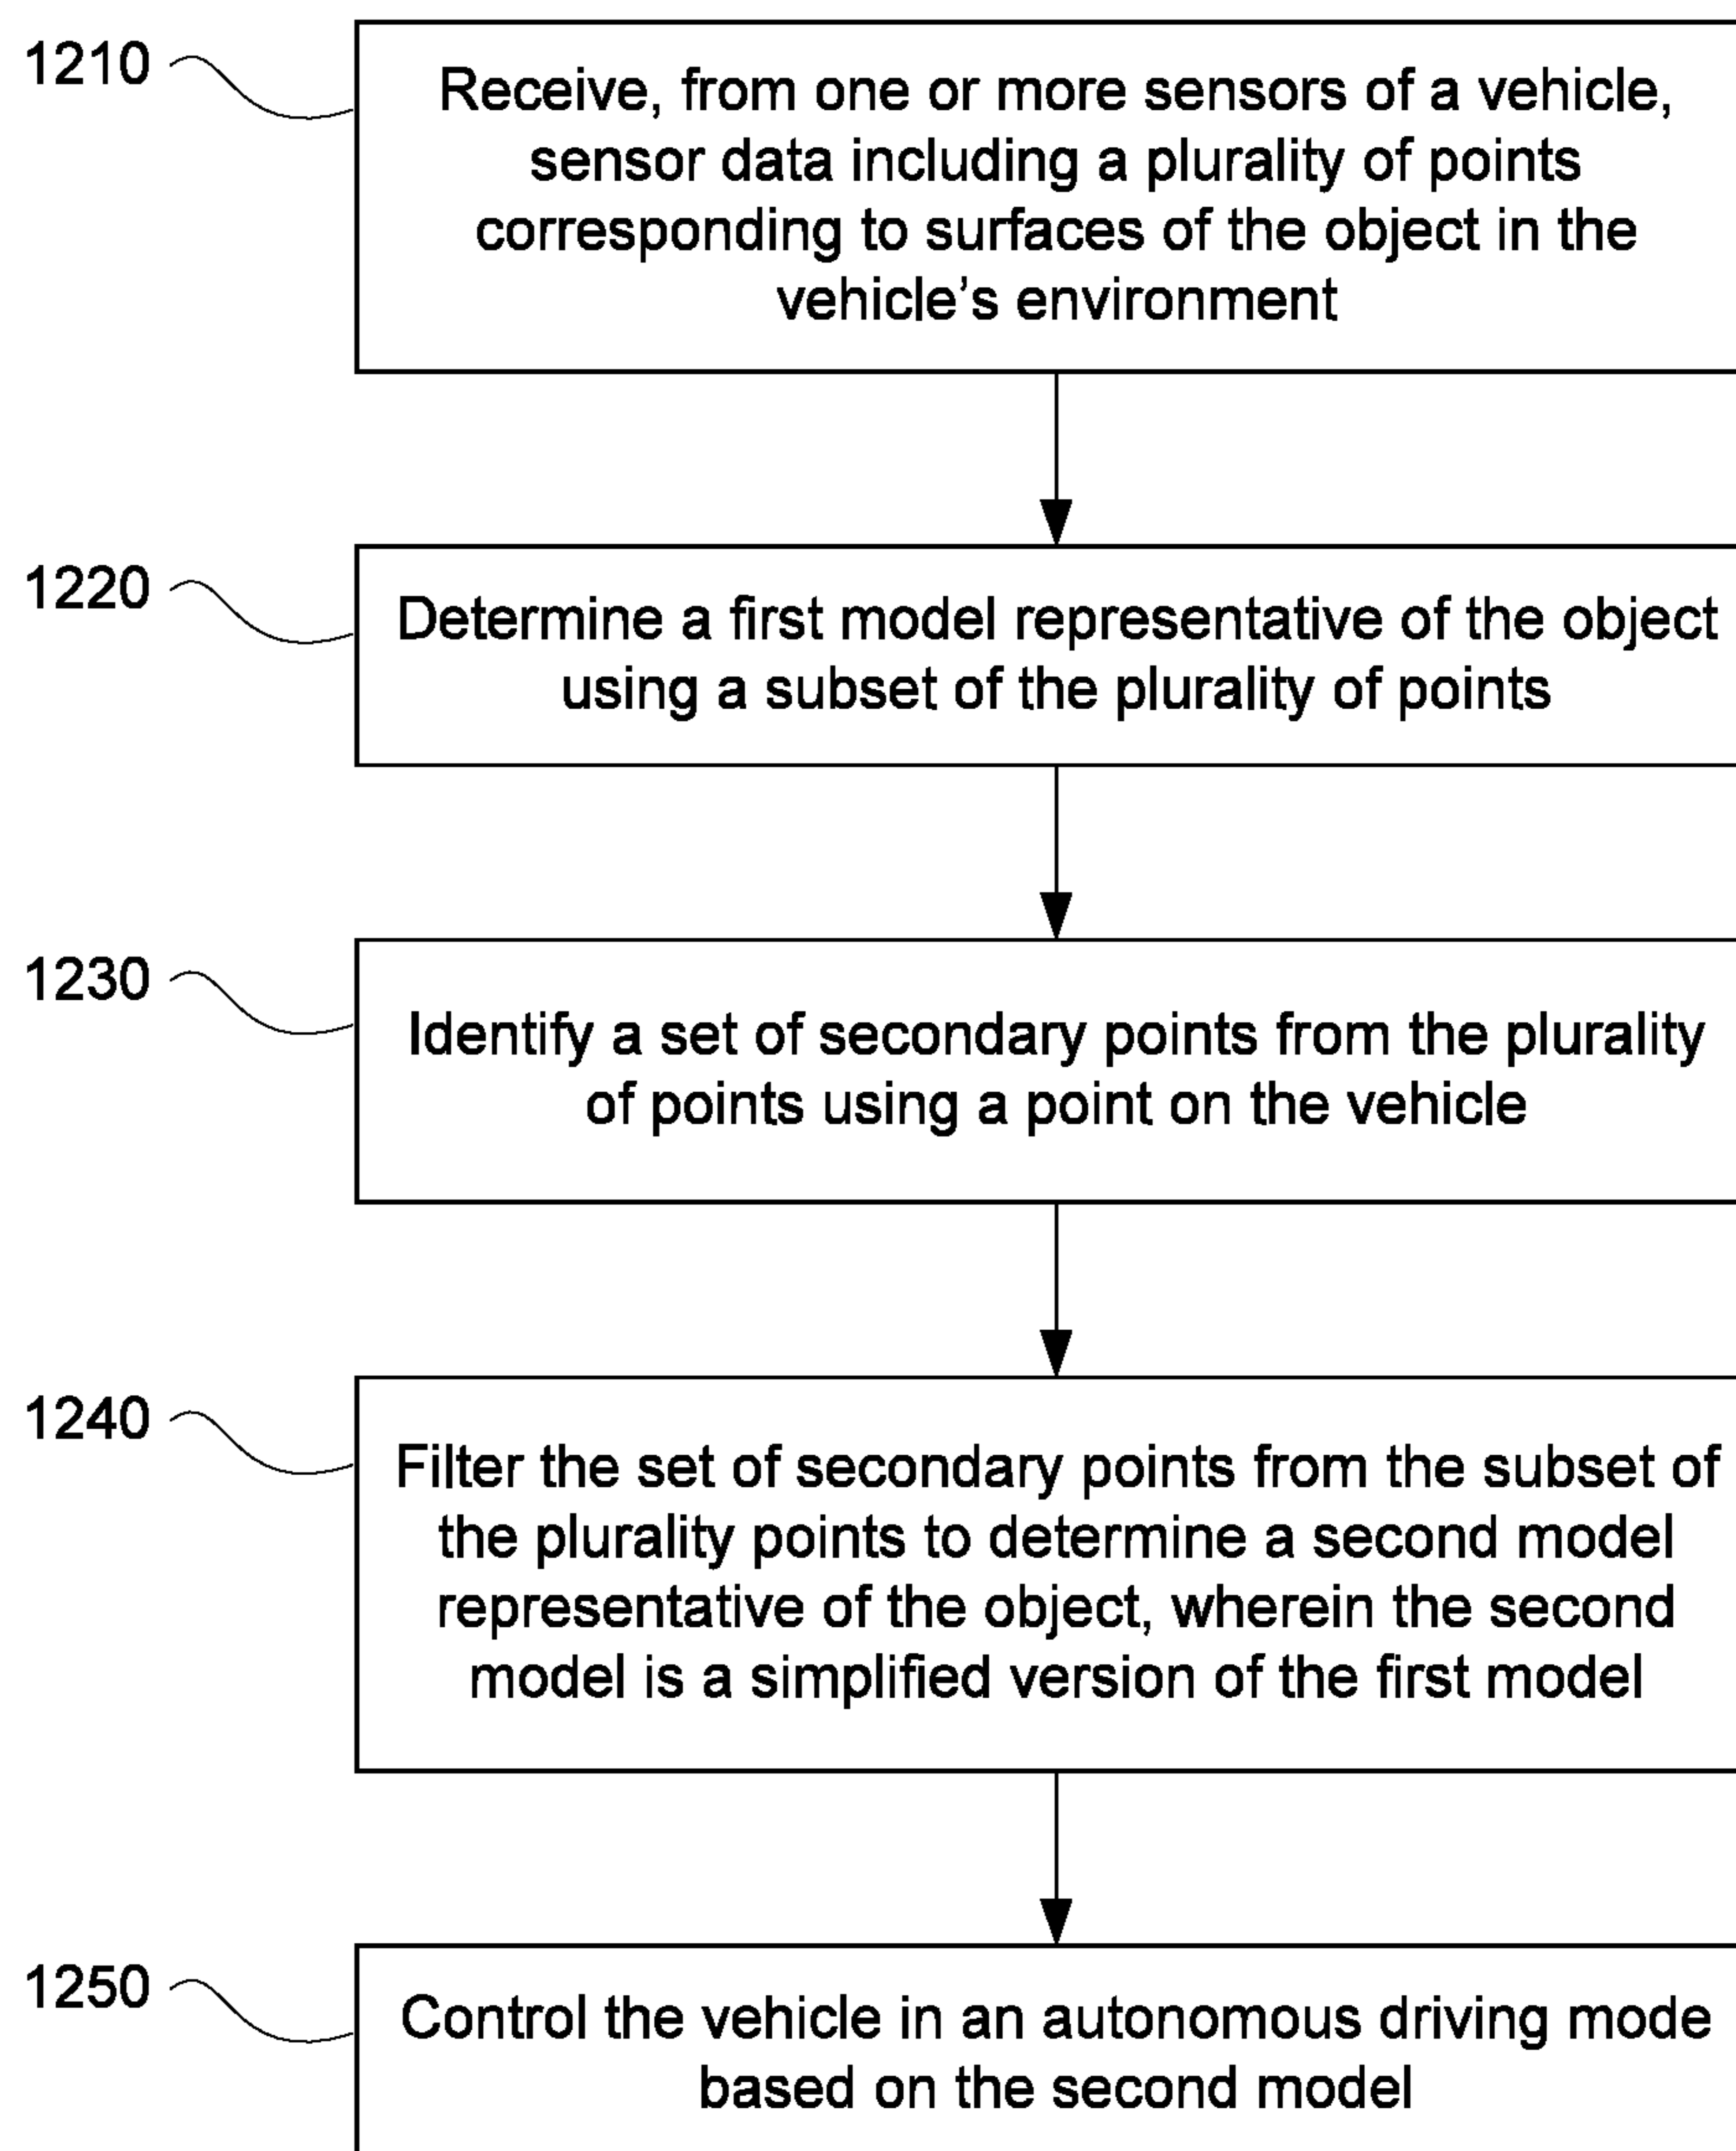 1210
Receive, from one or more sensors of a vehicle,
sensor data including a plurality of points
corresponding to surfaces of the object in the
vehicle’s environment
1220
Determine a first model representative of the object
using a subset of the plurality of points
1230
Identify a set of secondary points from the plurality
of points using a point on the vehicle
1240
Filter the set of secondary points from the subset of
the plurality points to determine a second model
representative of the object, wherein the second
model is a simplified version of the first model
1250
Control the vehicle in an autonomous driving mode
based on the second model